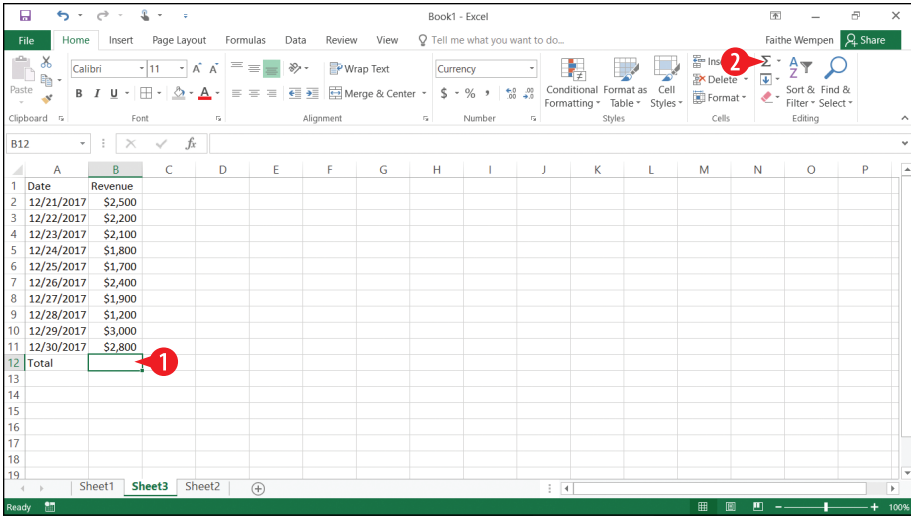 Book1 - Excel
File Home Insert Page Layout Formulas Data Review View Tell me what you want to do... Faithe Wempen Share
Calibri 11 A A Wrap Text Currency Σ A Z
Paste Delete
B I U A Merge & Center $ % , .0 .00 .00 .0 Conditional Format as Cell Format Sort & Find &
Formatting Table Styles Filter Select
Clipboard Font Alignment Number Styles Cells Editing
2
B12 fx
A B C D E F G H I J K L M N O P
1 Date Revenue
2 12/21/2017 $2,500
3 12/22/2017 $2,200
4 12/23/2017 $2,100
5 12/24/2017 $1,800
6 12/25/2017 $1,700
7 12/26/2017 $2,400
8 12/27/2017 $1,900
9 12/28/2017 $1,200
10 12/29/2017 $3,000
11 12/30/2017 $2,800
12 Total 1
13
14
15
16
17
18
19
Sheet1 Sheet3 Sheet2
Ready 100%